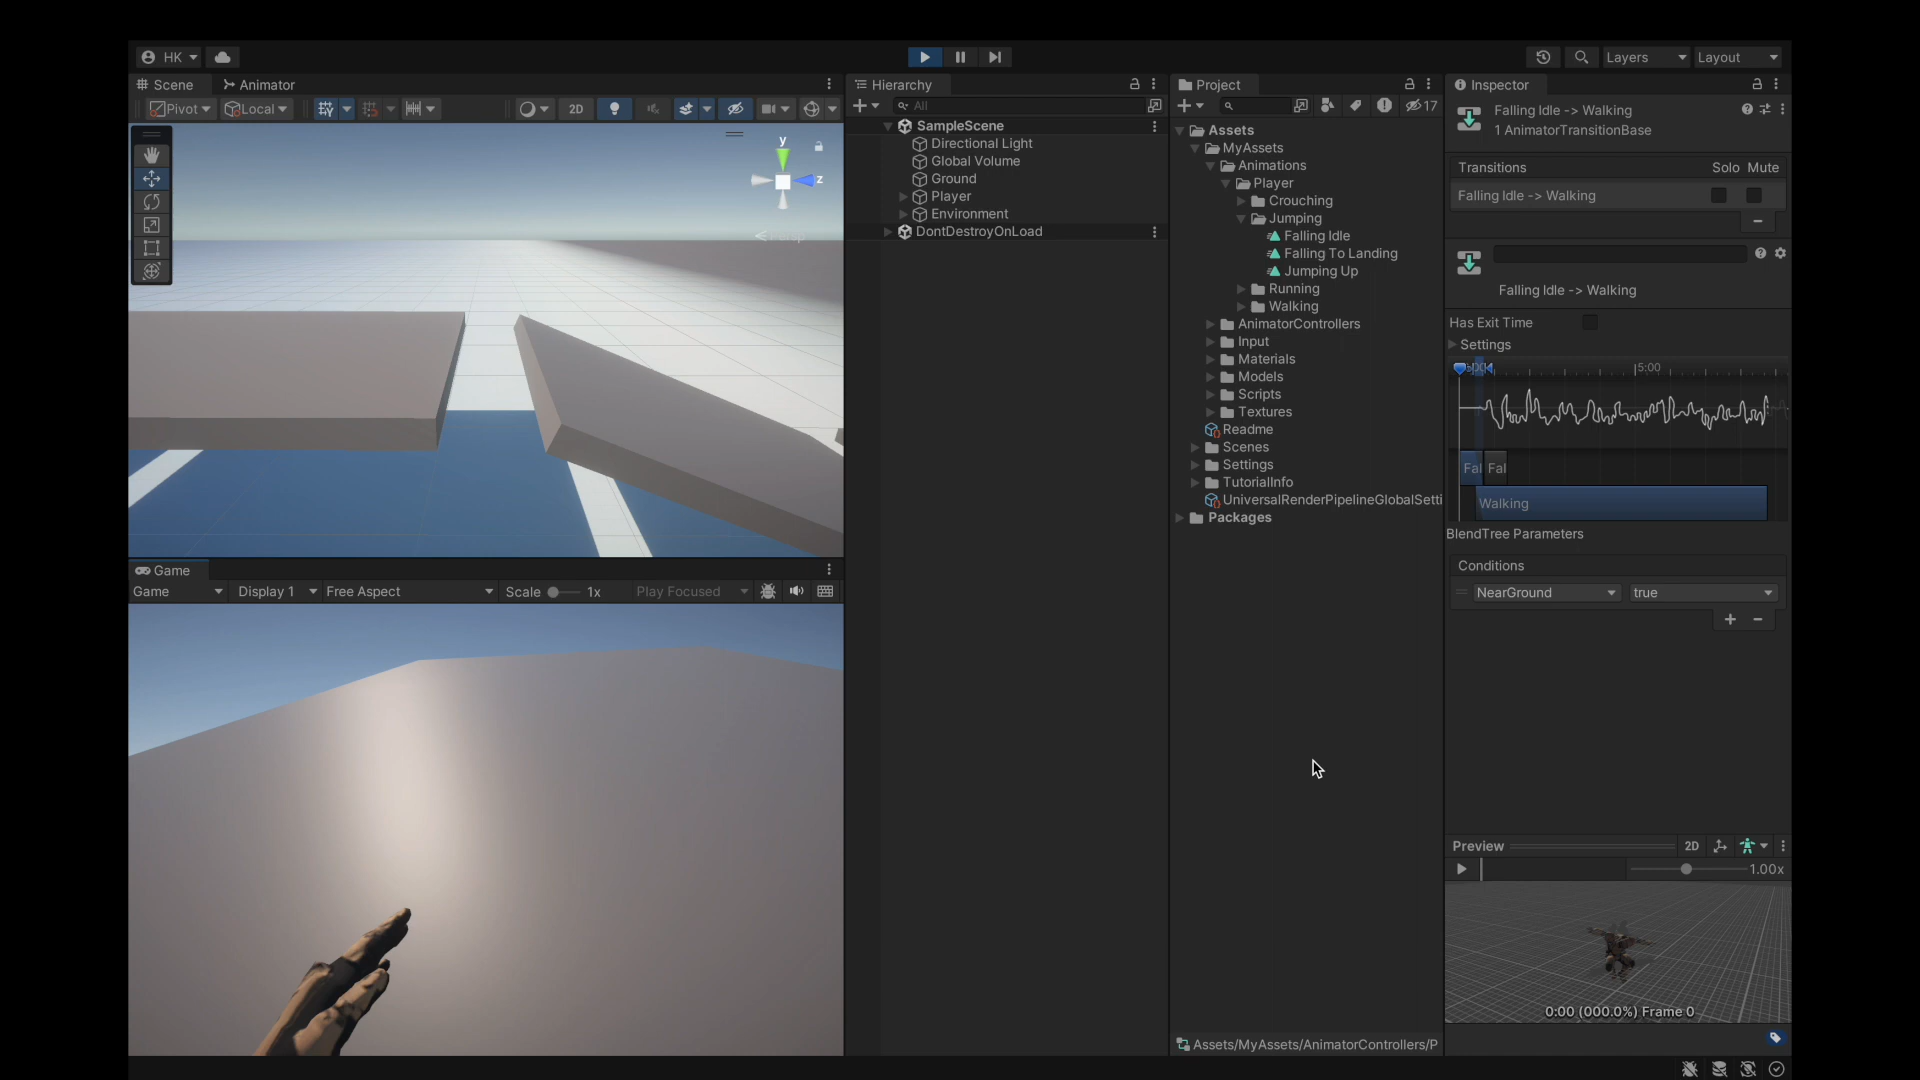 HK
Layers
Layout
Scene
Animator
Pivot
Local
2D
y
z
Persp
Game
Game
Display 1
Free Aspect
Scale
1x
Play Focused
Hierarchy
All
SampleScene
Directional Light
Global Volume
Ground
Player
Environment
DontDestroyOnLoad
Project
17
Assets
MyAssets
Animations
Player
Crouching
Jumping
Falling Idle
Falling To Landing
Jumping Up
Running
Walking
AnimatorControllers
Input
Materials
Models
Scripts
Textures
Readme
Scenes
Settings
TutorialInfo
UniversalRenderPipelineGlobalSetti
Packages
Assets/MyAssets/AnimatorControllers/P
Inspector
Falling Idle -> Walking
1 AnimatorTransitionBase
Transitions Solo Mute
Falling Idle -> Walking
Falling Idle -> Walking
Has Exit Time
Settings
5:00
Fal Fal
Walking
BlendTree Parameters
Conditions
NearGround true
Preview 2D
1.00x
0:00 (000.0%) Frame 0